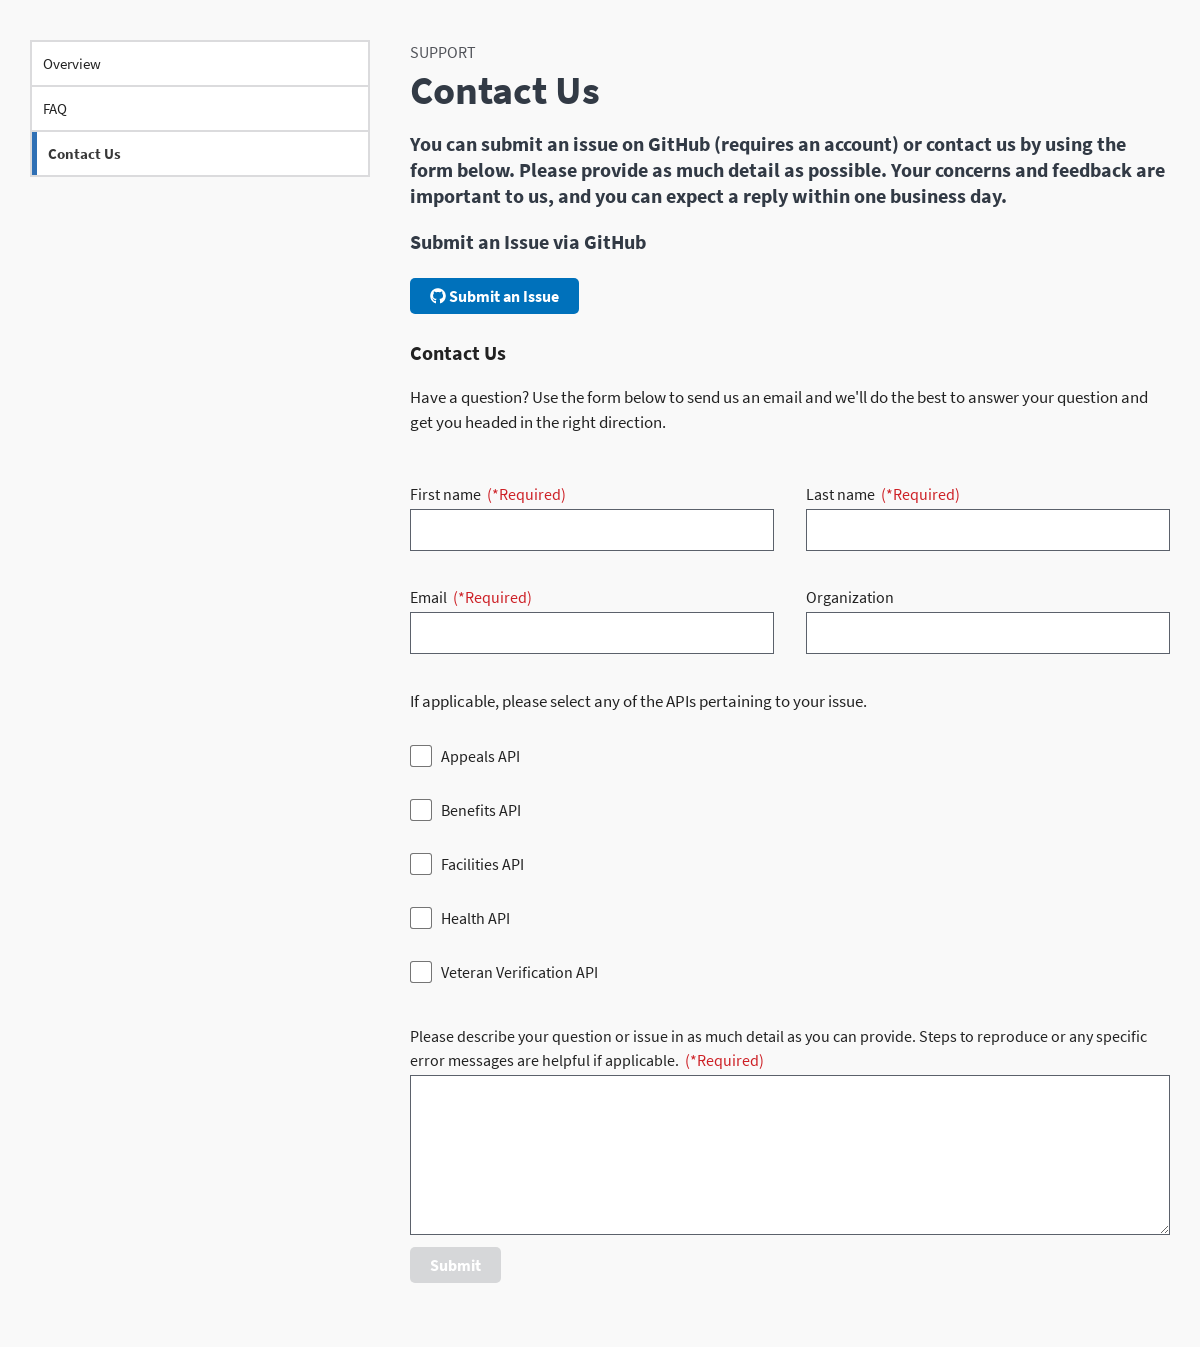 Overview
FAQ
Contact Us
SUPPORT
Contact Us
You can submit an issue on GitHub (requires an account) or contact us by using the
form below. Please provide as much detail as possible. Your concerns and feedback are
important to us, and you can expect a reply within one business day.
Submit an Issue via GitHub
Submit an Issue
Contact Us
Have a question? Use the form below to send us an email and we'll do the best to answer your question and
get you headed in the right direction.
First name (*Required)
Last name (*Required)
Email (*Required)
Organization
If applicable, please select any of the APIs pertaining to your issue.
Appeals API
Benefits API
Facilities API
Health API
Veteran Verification API
Please describe your question or issue in as much detail as you can provide. Steps to reproduce or any specific
error messages are helpful if applicable. (*Required)
Submit